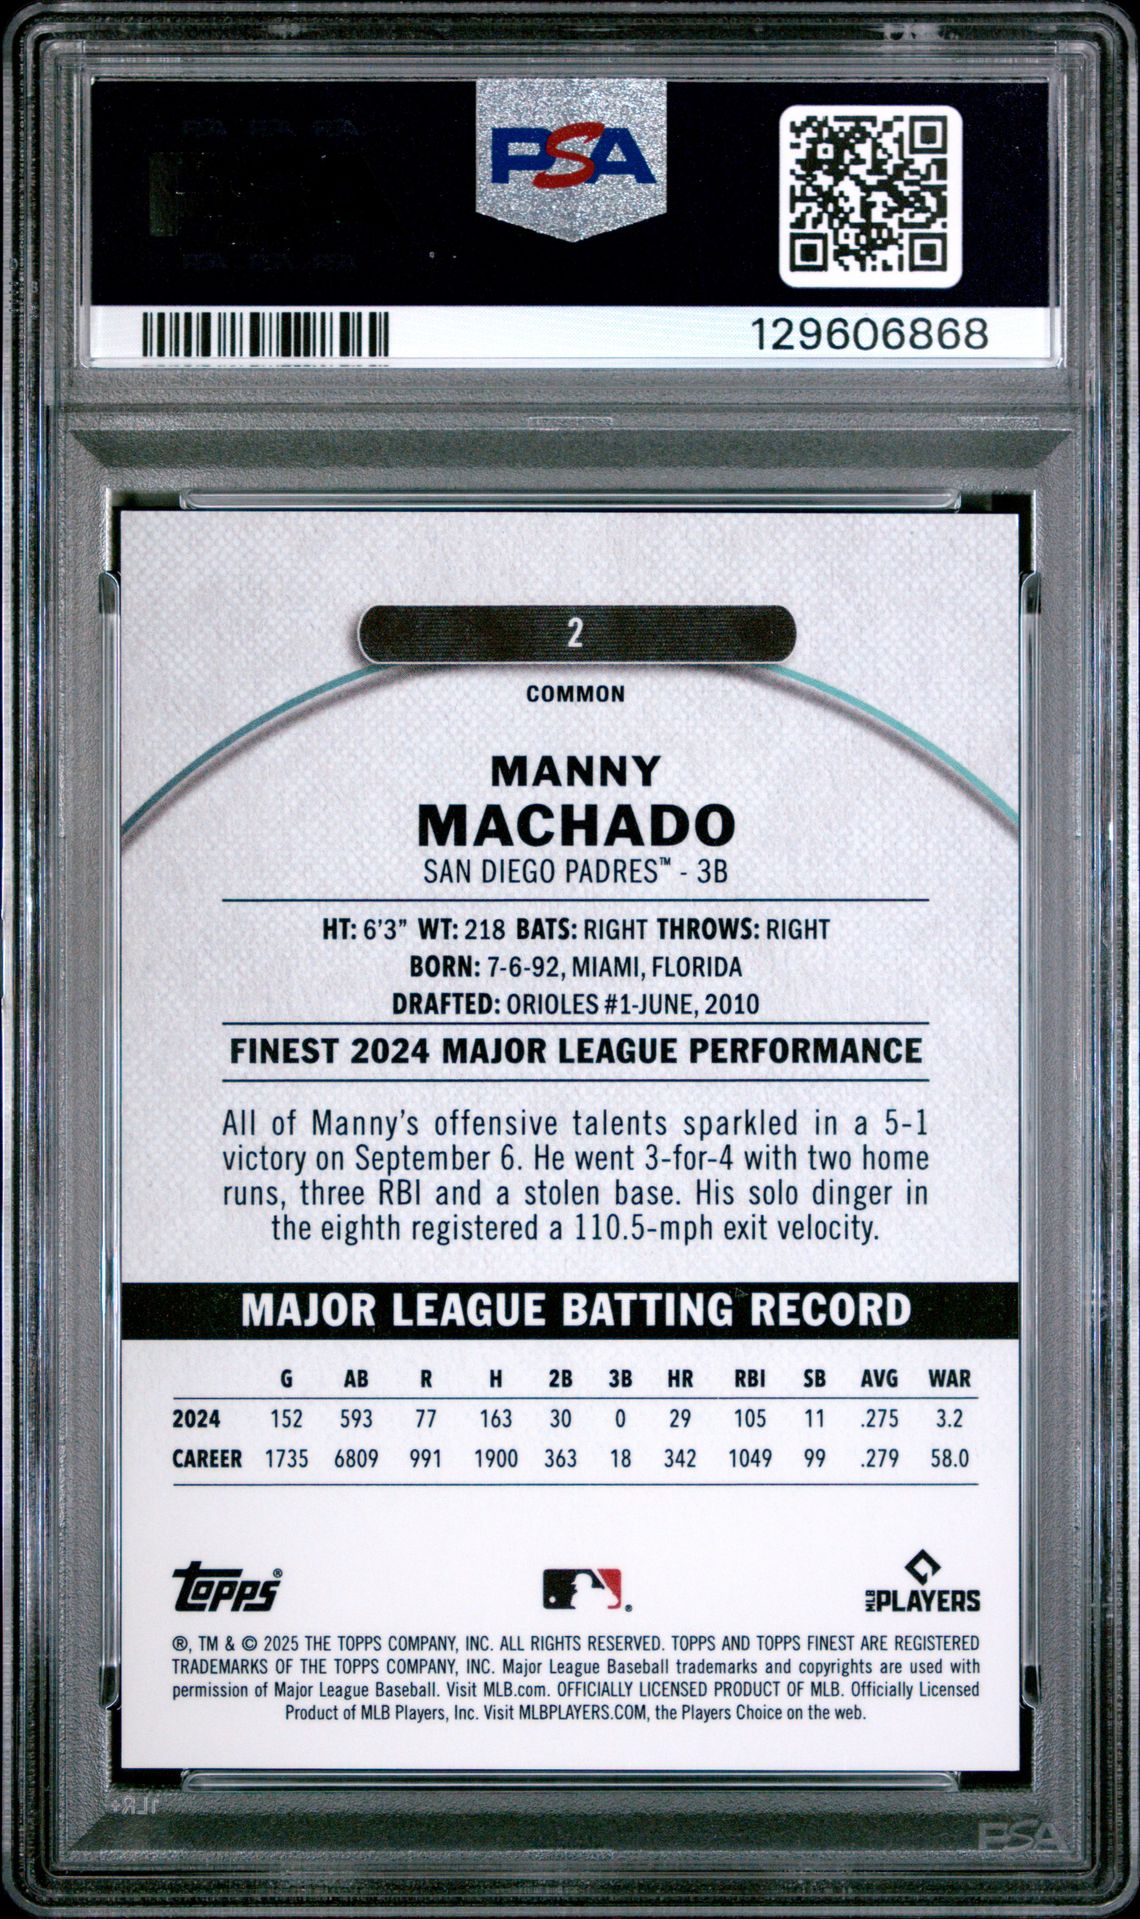 PSA
129606868
2
COMMON
MANNY
MACHADO
SAN DIEGO PADRES™ - 3B
HT: 6'3" WT: 218 BATS: RIGHT THROWS: RIGHT
BORN: 7-6-92, MIAMI, FLORIDA
DRAFTED: ORIOLES #1-JUNE, 2010
FINEST 2024 MAJOR LEAGUE PERFORMANCE
All of Manny's offensive talents sparkled in a 5-1
victory on September 6. He went 3-for-4 with two home
runs, three RBI and a stolen base. His solo dinger in
the eighth registered a 110.5-mph exit velocity.
MAJOR LEAGUE BATTING RECORD
G AB R H 2B 3B HR RBI SB AVG WAR
2024 152 593 77 163 30 0 29 105 11 .275 3.2
CAREER 1735 6809 991 1900 363 18 342 1049 99 .279 58.0
topps®
MLB PLAYERS
®, TM & © 2025 THE TOPPS COMPANY, INC. ALL RIGHTS RESERVED. TOPPS AND TOPPS FINEST ARE REGISTERED
TRADEMARKS OF THE TOPPS COMPANY, INC. Major League Baseball trademarks and copyrights are used with
permission of Major League Baseball. Visit MLB.com. OFFICIALLY LICENSED PRODUCT OF MLB. Officially Licensed
Product of MLB Players, Inc. Visit MLBPLAYERS.COM, the Players Choice on the web.
1LR+
PSA